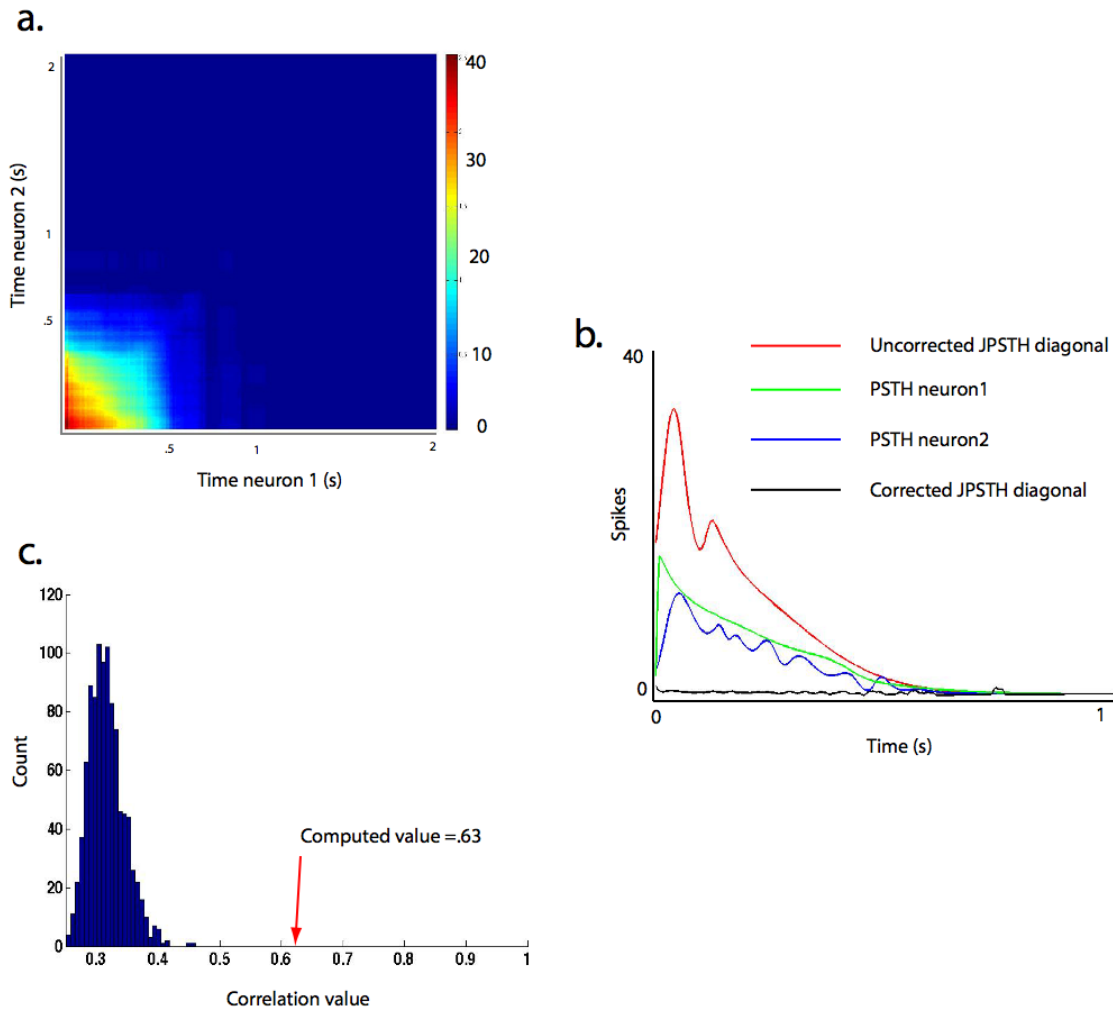 a.
2
1
.5
Time neuron 2 (s)
.5
1
2
Time neuron 1 (s)
40
30
20
10
0
b.
40
0
Spikes
0
1
Time (s)
Uncorrected JPSTH diagonal
PSTH neuron1
PSTH neuron2
Corrected JPSTH diagonal
c.
120
100
80
60
40
20
0
Count
0.3
0.4
0.5
0.6
0.7
0.8
0.9
1
Correlation value
Computed value =.63